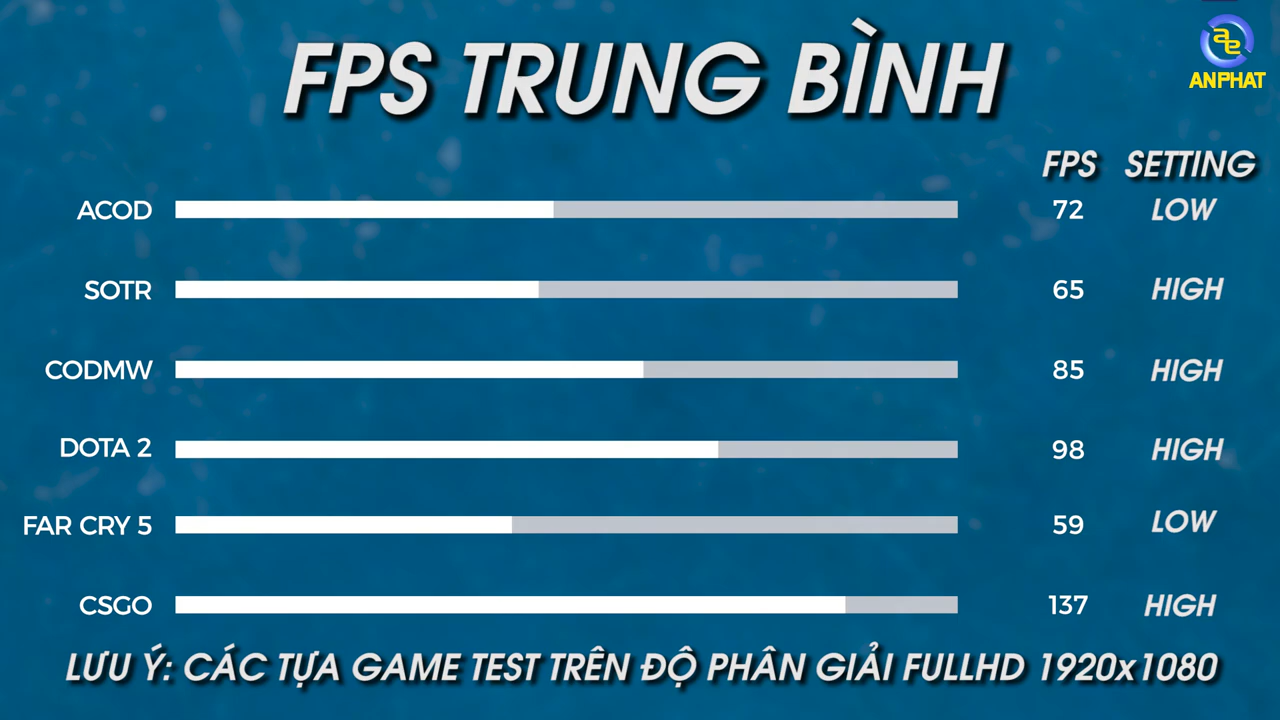 FPS TRUNG BÌNH
ae
ANPHAT
FPS SETTING
ACOD 72 LOW
SOTR 65 HIGH
CODMW 85 HIGH
DOTA 2 98 HIGH
FAR CRY 5 59 LOW
CSGO 137 HIGH
LƯU Ý: CÁC TỰA GAME TEST TRÊN ĐỘ PHÂN GIẢI FULLHD 1920x1080